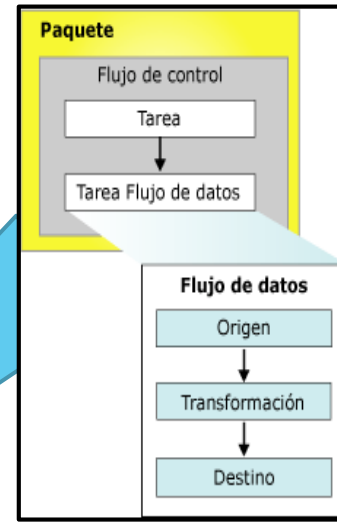 Paquete
Flujo de control
Tarea
Tarea Flujo de datos
Flujo de datos
Origen
Transformación
Destino